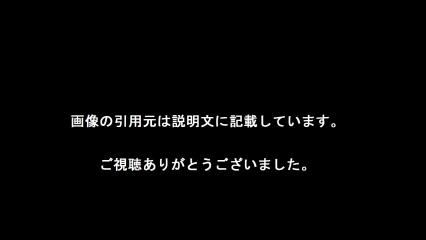 画像の引用元は説明文に記載しています。
ご視聴ありがとうございました。